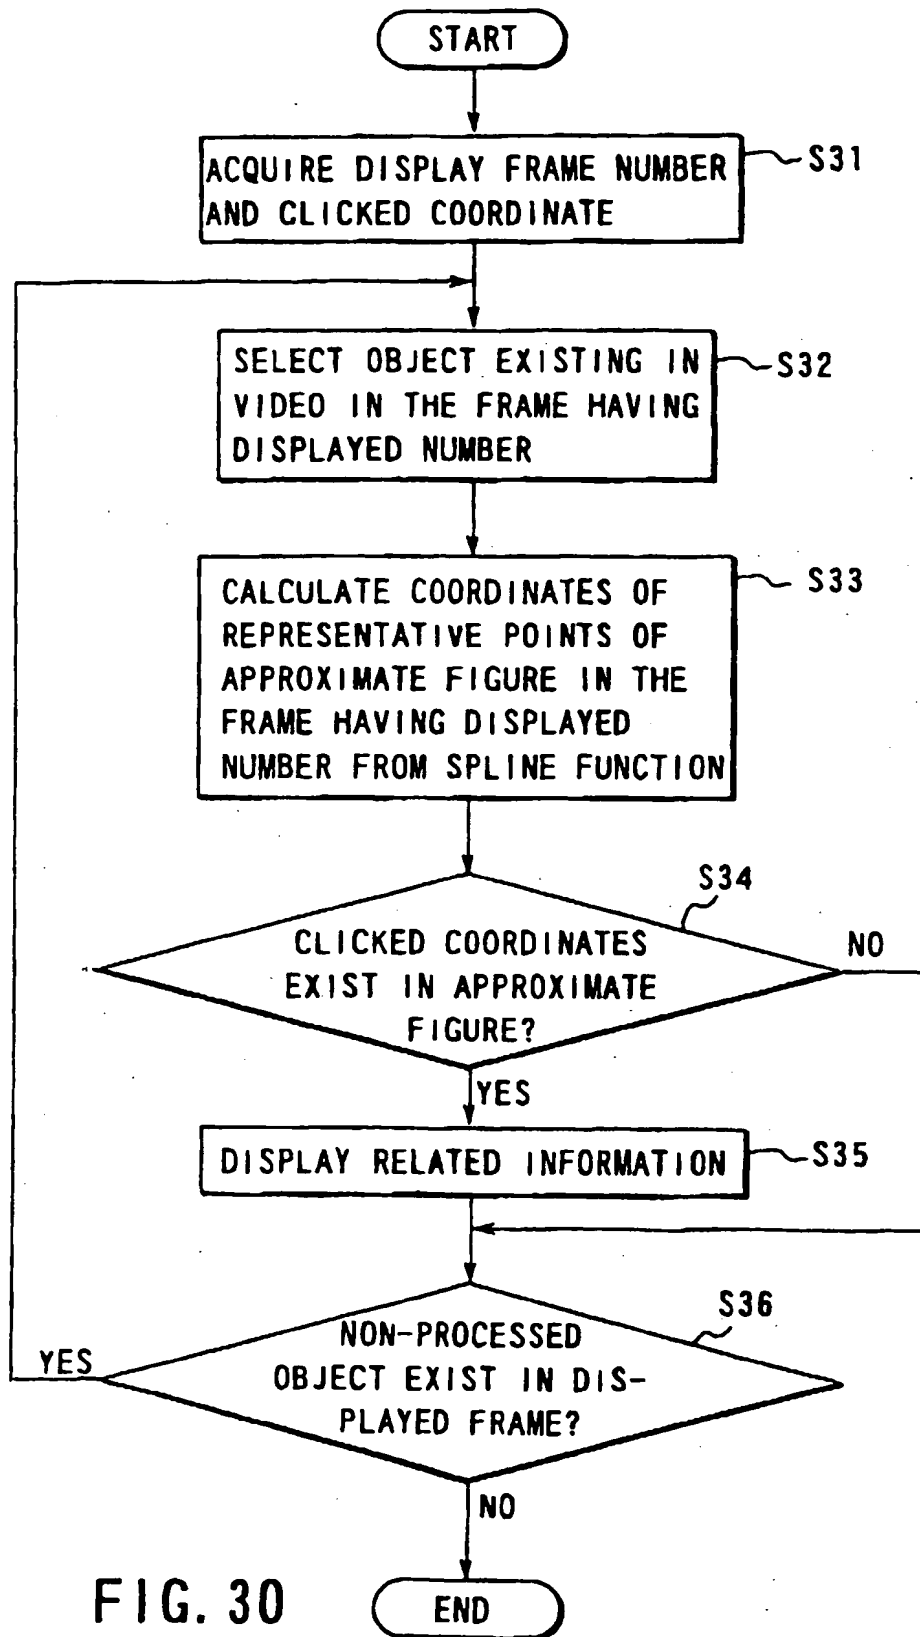 START
ACQUIRE DISPLAY FRAME NUMBER
AND CLICKED COORDINATE
S31
SELECT OBJECT EXISTING IN
VIDEO IN THE FRAME HAVING
DISPLAYED NUMBER
S32
CALCULATE COORDINATES OF
REPRESENTATIVE POINTS OF
APPROXIMATE FIGURE IN THE
FRAME HAVING DISPLAYED
NUMBER FROM SPLINE FUNCTION
S33
S34
CLICKED COORDINATES
EXIST IN APPROXIMATE
FIGURE?
NO
YES
DISPLAY RELATED INFORMATION
S35
S36
NON-PROCESSED
OBJECT EXIST IN DIS-
PLAYED FRAME?
YES
NO
END
FIG. 30